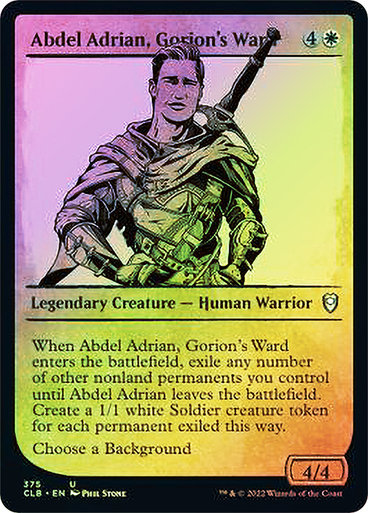 Abdel Adrian, Gorion's Ward 4
Legendary Creature — Human Warrior
When Abdel Adrian, Gorion's Ward
enters the battlefield, exile any number
of other nonland permanents you control
until Abdel Adrian leaves the battlefield.
Create a 1/1 white Soldier creature token
for each permanent exiled this way.
Choose a Background
4/4
375 U
CLB • EN Phil Stone
™ & © 2022 Wizards of the Coast